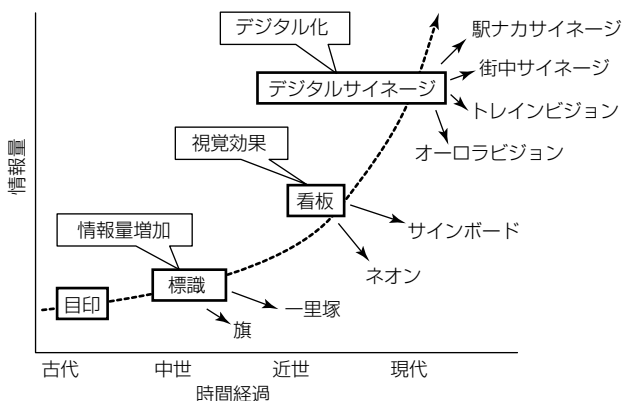 デジタル化
駅ナカサイネージ
街中サイネージ
デジタルサイネージ
トレインビジョン
オーロラビジョン
視覚効果
看板
サインボード
情報量
情報量増加
ネオン
標識
目印
一里塚
旗
古代
中世
近世
現代
時間経過